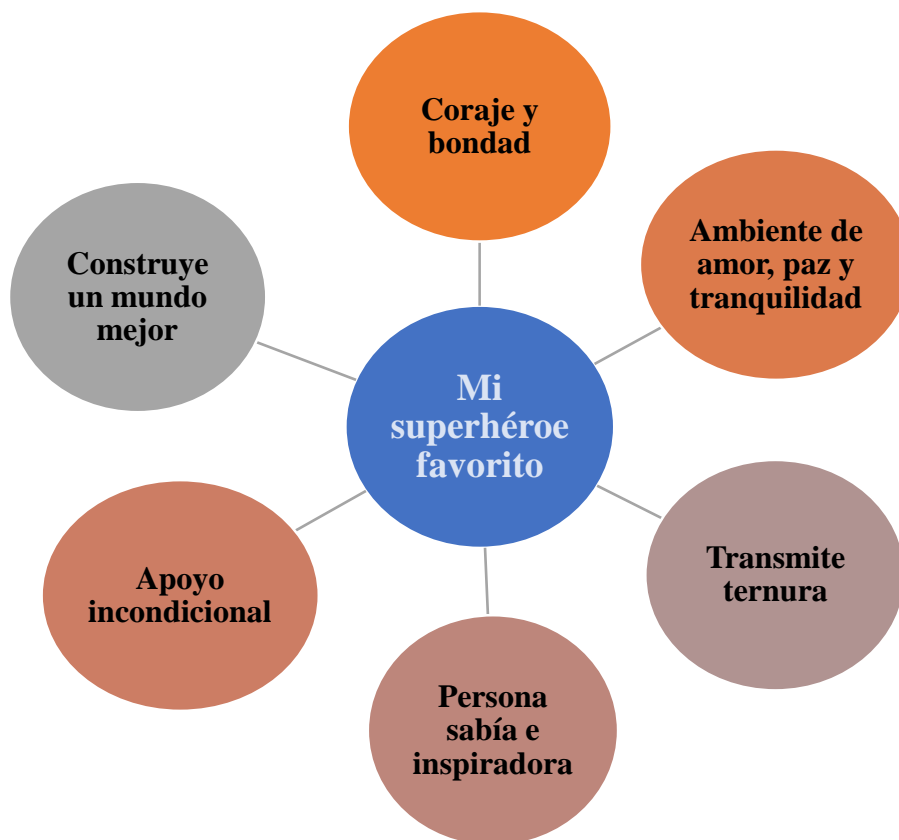 Coraje y
bondad
Ambiente de
amor, paz y
tranquilidad
Construye
un mundo
mejor
Mi
superhéroe
favorito
Transmite
ternura
Apoyo
incondicional
Persona
sabía e
inspiradora